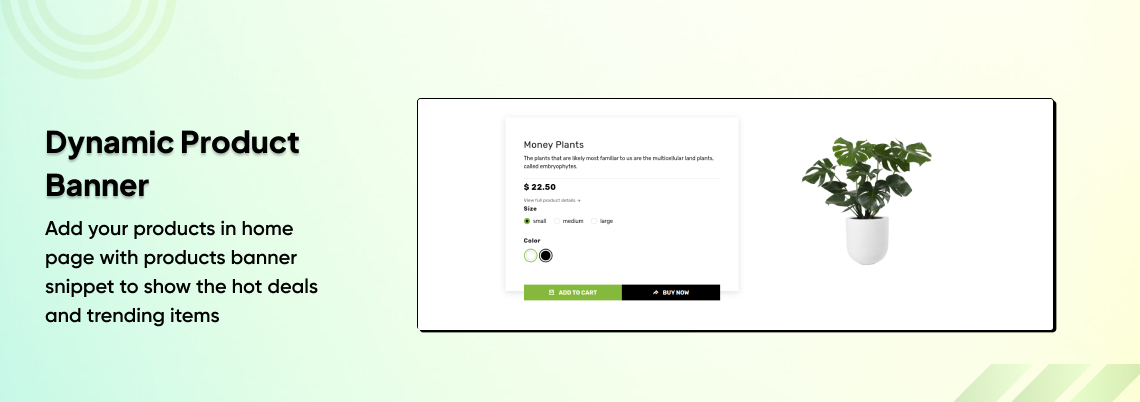 Dynamic Product
Banner
Add your products in home
page with products banner
snippet to show the hot deals
and trending items
Money Plants
The plants that are likely most familiar to us are the multicellular land plants,
called embryophytes.
$ 22.50
View full product details →
Size
small medium large
Color
ADD TO CART BUY NOW